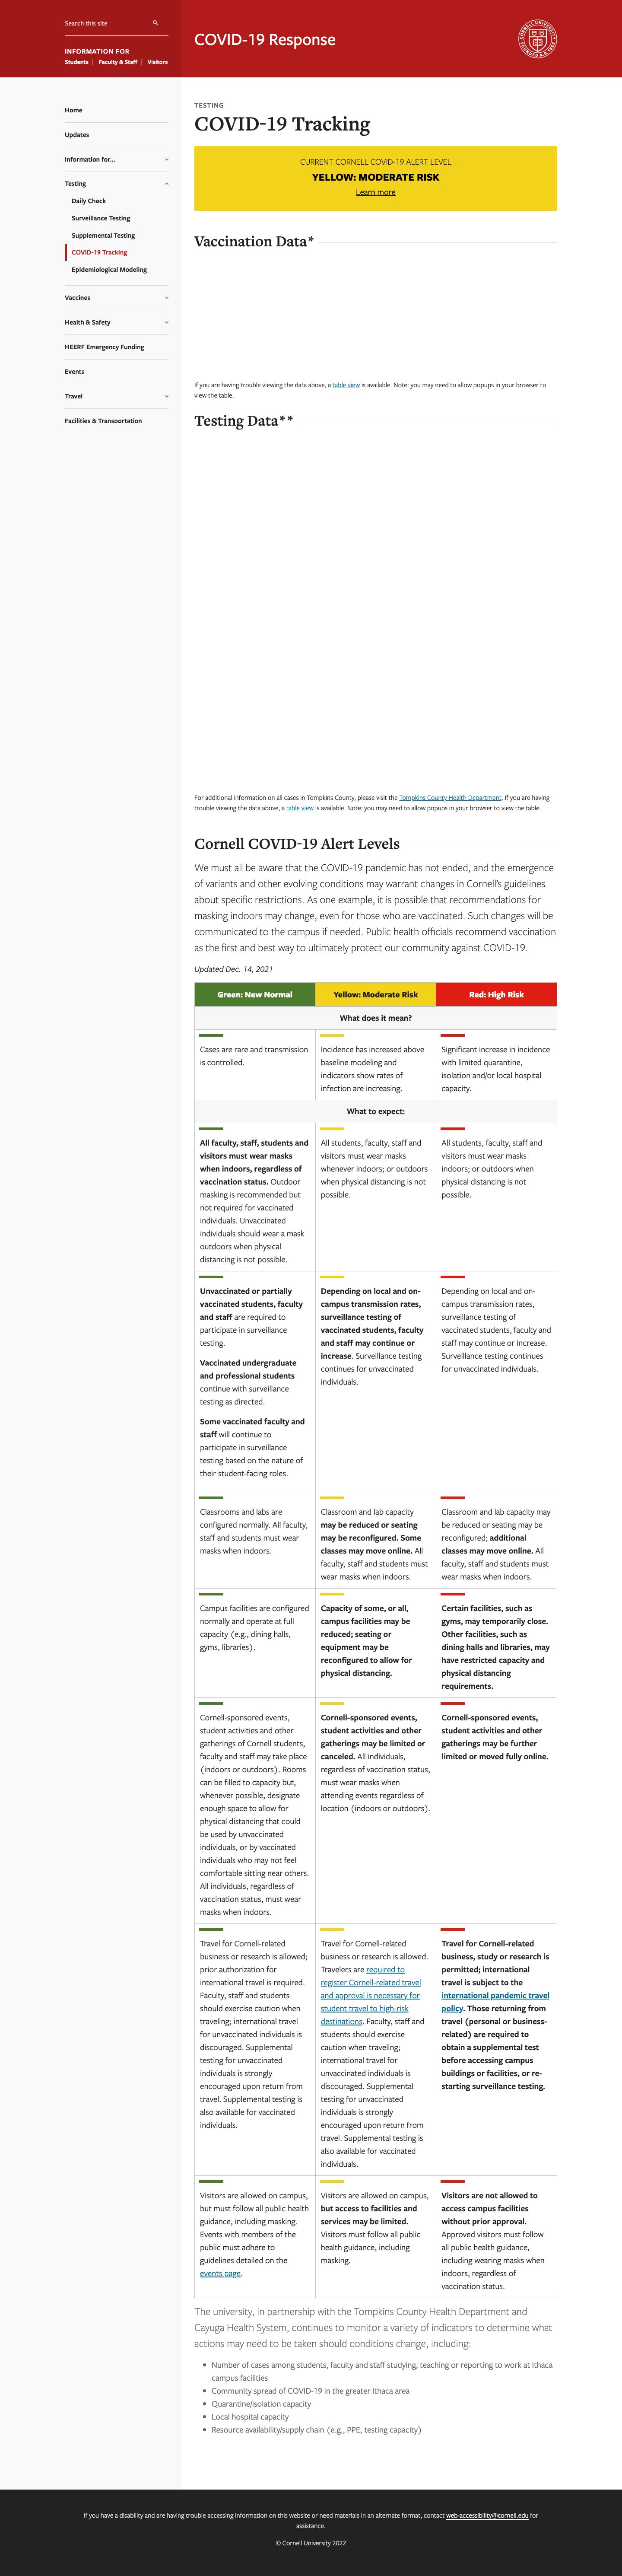 Search this site
INFORMATION FOR
Students
Faculty & Staff
Visitors
COVID-19 Response
Home
Updates
Information for...
Testing
Daily Check
Surveillance Testing
Supplemental Testing
COVID-19 Tracking
Epidemiological Modeling
Vaccines
Health & Safety
HEERF Emergency Funding
Events
Travel
Facilities & Transportation
TESTING
COVID-19 Tracking
CURRENT CORNELL COVID-19 ALERT LEVEL
YELLOW: MODERATE RISK
Learn more
Vaccination Data*
If you are having trouble viewing the data above, a table view is available. Note: you may need to allow popups in your browser to
view the table.
Testing Data**
For additional information on all cases in Tompkins County, please visit the Tompkins County Health Department. If you are having
trouble viewing the data above, a table view is available. Note: you may need to allow popups in your browser to view the table.
Cornell COVID-19 Alert Levels
We must all be aware that the COVID-19 pandemic has not ended, and the emergence
of variants and other evolving conditions may warrant changes in Cornell's guidelines
about specific restrictions. As one example, it is possible that recommendations for
masking indoors may change, even for those who are vaccinated. Such changes will be
communicated to the campus if needed. Public health officials recommend vaccination
as the first and best way to ultimately protect our community against COVID-19.
Updated Dec. 14, 2021
Green: New Normal
Yellow: Moderate Risk
Red: High Risk
What does it mean?
Cases are rare and transmission
is controlled.
Incidence has increased above
baseline modeling and
indicators show rates of
infection are increasing.
Significant increase in incidence
with limited quarantine,
isolation and/or local hospital
capacity.
What to expect:
All faculty, staff, students and
visitors must wear masks
when indoors, regardless of
vaccination status. Outdoor
masking is recommended but
not required for vaccinated
individuals. Unvaccinated
individuals should wear a mask
outdoors when physical
distancing is not possible.
All students, faculty, staff and
visitors must wear masks
whenever indoors; or outdoors
when physical distancing is not
possible.
All students, faculty, staff and
visitors must wear masks
indoors; or outdoors when
physical distancing is not
possible.
Unvaccinated or partially
vaccinated students, faculty
and staff are required to
participate in surveillance
testing.
Vaccinated undergraduate
and professional students
continue with surveillance
testing as directed.
Some vaccinated faculty and
staff will continue to
participate in surveillance
testing based on the nature of
their student-facing roles.
Depending on local and on-
campus transmission rates,
surveillance testing of
vaccinated students, faculty
and staff may continue or
increase. Surveillance testing
continues for unvaccinated
individuals.
Depending on local and on-
campus transmission rates,
surveillance testing of
vaccinated students, faculty and
staff may continue or increase.
Surveillance testing continues
for unvaccinated individuals.
Classrooms and labs are
configured normally. All faculty,
staff and students must wear
masks when indoors.
Classroom and lab capacity
may be reduced or seating
may be reconfigured. Some
classes may move online. All
faculty, staff and students must
wear masks when indoors.
Classroom and lab capacity may
be reduced or seating may be
reconfigured; additional
classes may move online. All
faculty, staff and students must
wear masks when indoors.
Campus facilities are configured
normally and operate at full
capacity (e.g., dining halls,
gyms, libraries).
Capacity of some, or all,
campus facilities may be
reduced; seating or
equipment may be
reconfigured to allow for
physical distancing.
Certain facilities, such as
gyms, may temporarily close.
Other facilities, such as
dining halls and libraries, may
have restricted capacity and
physical distancing
requirements.
Cornell-sponsored events,
student activities and other
gatherings of Cornell students,
faculty and staff may take place
(indoors or outdoors). Rooms
can be filled to capacity but,
whenever possible, designate
enough space to allow for
physical distancing that could
be used by unvaccinated
individuals, or by vaccinated
individuals who may not feel
comfortable sitting near others.
All individuals, regardless of
vaccination status, must wear
masks when indoors.
Cornell-sponsored events,
student activities and other
gatherings may be limited or
canceled. All individuals,
regardless of vaccination status,
must wear masks when
attending events regardless of
location (indoors or outdoors).
Cornell-sponsored events,
student activities and other
gatherings may be further
limited or moved fully online.
Travel for Cornell-related
business or research is allowed;
prior authorization for
international travel is required.
Faculty, staff and students
should exercise caution when
traveling; international travel
for unvaccinated individuals is
discouraged. Supplemental
testing for unvaccinated
individuals is strongly
encouraged upon return from
travel. Supplemental testing is
also available for vaccinated
individuals.
Travel for Cornell-related
business or research is allowed.
Travelers are required to
register Cornell-related travel
and approval is necessary for
student travel to high-risk
destinations. Faculty, staff and
students should exercise
caution when traveling;
international travel for
unvaccinated individuals is
discouraged. Supplemental
testing for unvaccinated
individuals is strongly
encouraged upon return from
travel. Supplemental testing is
also available for vaccinated
individuals.
Travel for Cornell-related
business, study or research is
permitted; international
travel is subject to the
international pandemic travel
policy. Those returning from
travel (personal or business-
related) are required to
obtain a supplemental test
before accessing campus
buildings or facilities, or re-
starting surveillance testing.
Visitors are allowed on campus,
but must follow all public health
guidance, including masking.
Events with members of the
public must adhere to
guidelines detailed on the
events page.
Visitors are allowed on campus,
but access to facilities and
services may be limited.
Visitors must follow all public
health guidance, including
masking.
Visitors are not allowed to
access campus facilities
without prior approval.
Approved visitors must follow
all public health guidance,
including wearing masks when
indoors, regardless of
vaccination status.
The university, in partnership with the Tompkins County Health Department and
Cayuga Health System, continues to monitor a variety of indicators to determine what
actions may need to be taken should conditions change, including:
Number of cases among students, faculty and staff studying, teaching or reporting to work at Ithaca
campus facilities
Community spread of COVID-19 in the greater Ithaca area
Quarantine/isolation capacity
Local hospital capacity
Resource availability/supply chain (e.g., PPE, testing capacity)
If you have a disability and are having trouble accessing information on this website or need materials in an alternate format, contact web-accessibility@cornell.edu for
assistance.
© Cornell University 2022